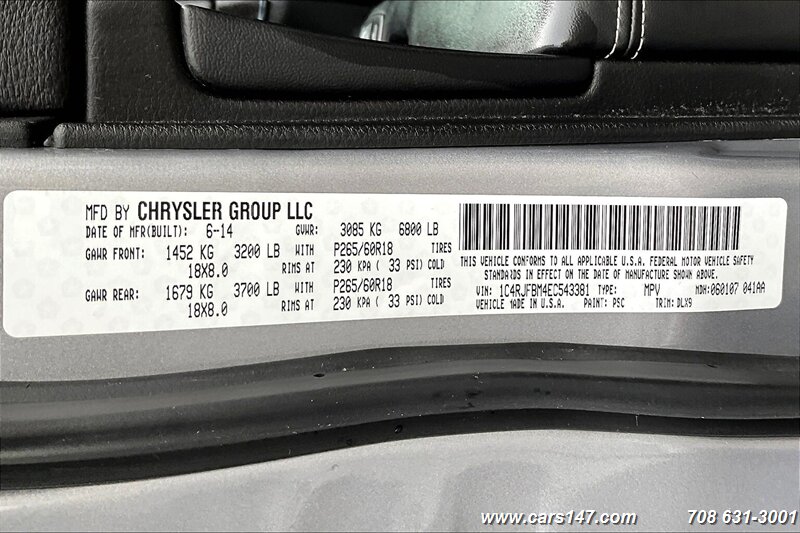 MFD BY CHRYSLER GROUP LLC
DATE OF MFR(BUILT): 6-14 GVWR: 3085 KG 6800 LB
GAWR FRONT: 1452 KG 3200 LB WITH P265/60R18 TIRES
18X8.0 RIMS AT 230 KPA ( 33 PSI) COLD
GAWR REAR: 1679 KG 3700 LB WITH P265/60R18 TIRES
18X8.0 RIMS AT 230 KPA ( 33 PSI) COLD
THIS VEHICLE CONFORMS TO ALL APPLICABLE U.S.A. FEDERAL MOTOR VEHICLE SAFETY
STANDARDS IN EFFECT ON THE DATE OF MANUFACTURE SHOWN ABOVE.
VIN: 1C4RJFBM4EC543381 TYPE: MPV MDH:060107 041AA
VEHICLE MADE IN U.S.A. PAINT: PSC TRIM: DLX9
www.cars147.com 708 631-3001